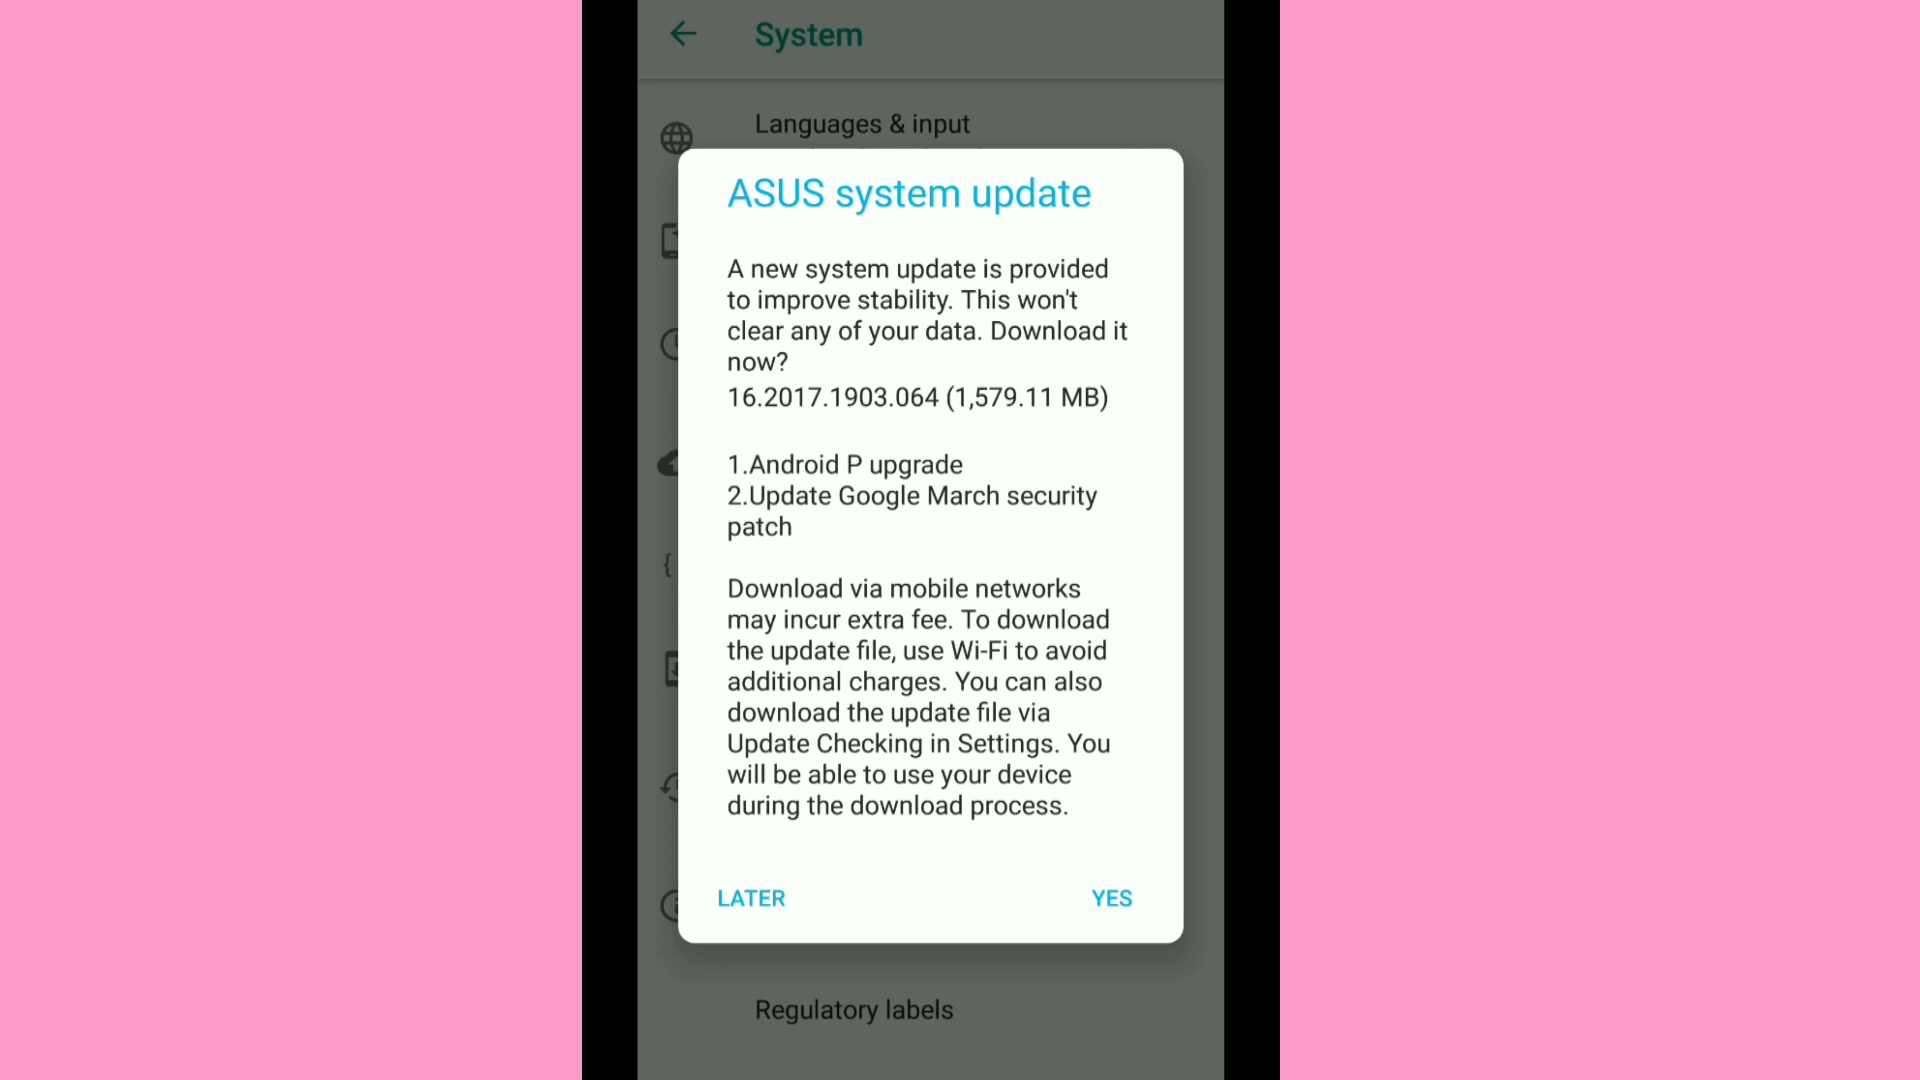 System
Languages & input
ASUS system update
A new system update is provided
to improve stability. This won't
clear any of your data. Download it
now?
16.2017.1903.064 (1,579.11 MB)
1.Android P upgrade
2.Update Google March security
patch
Download via mobile networks
may incur extra fee. To download
the update file, use Wi-Fi to avoid
additional charges. You can also
download the update file via
Update Checking in Settings. You
will be able to use your device
during the download process.
LATER
YES
Regulatory labels